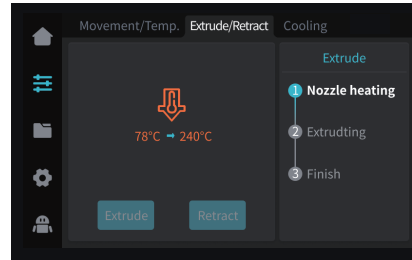 Movement/Temp. Extrude/Retract Cooling
Extrude
1 Nozzle heating
78°C → 240°C
2 Extrudting
3 Finish
Extrude Retract